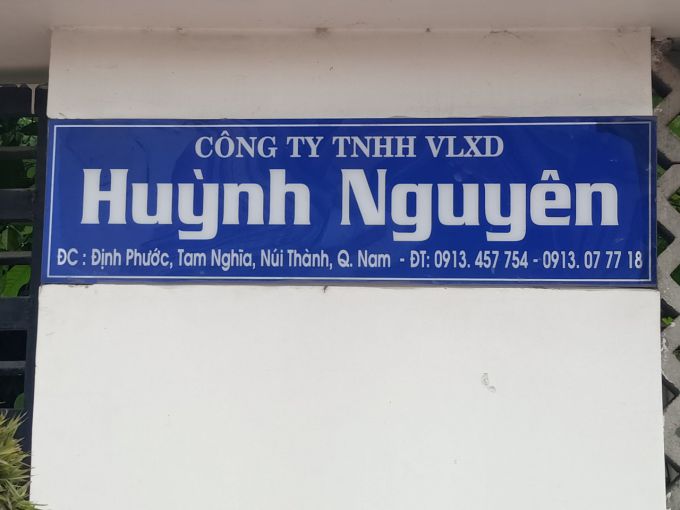 CÔNG TY TNHH VLXD
Huỳnh Nguyên
ĐC : Định Phước, Tam Nghĩa, Núi Thành, Q. Nam - ĐT: 0913. 457 754 - 0913. 07 77 18